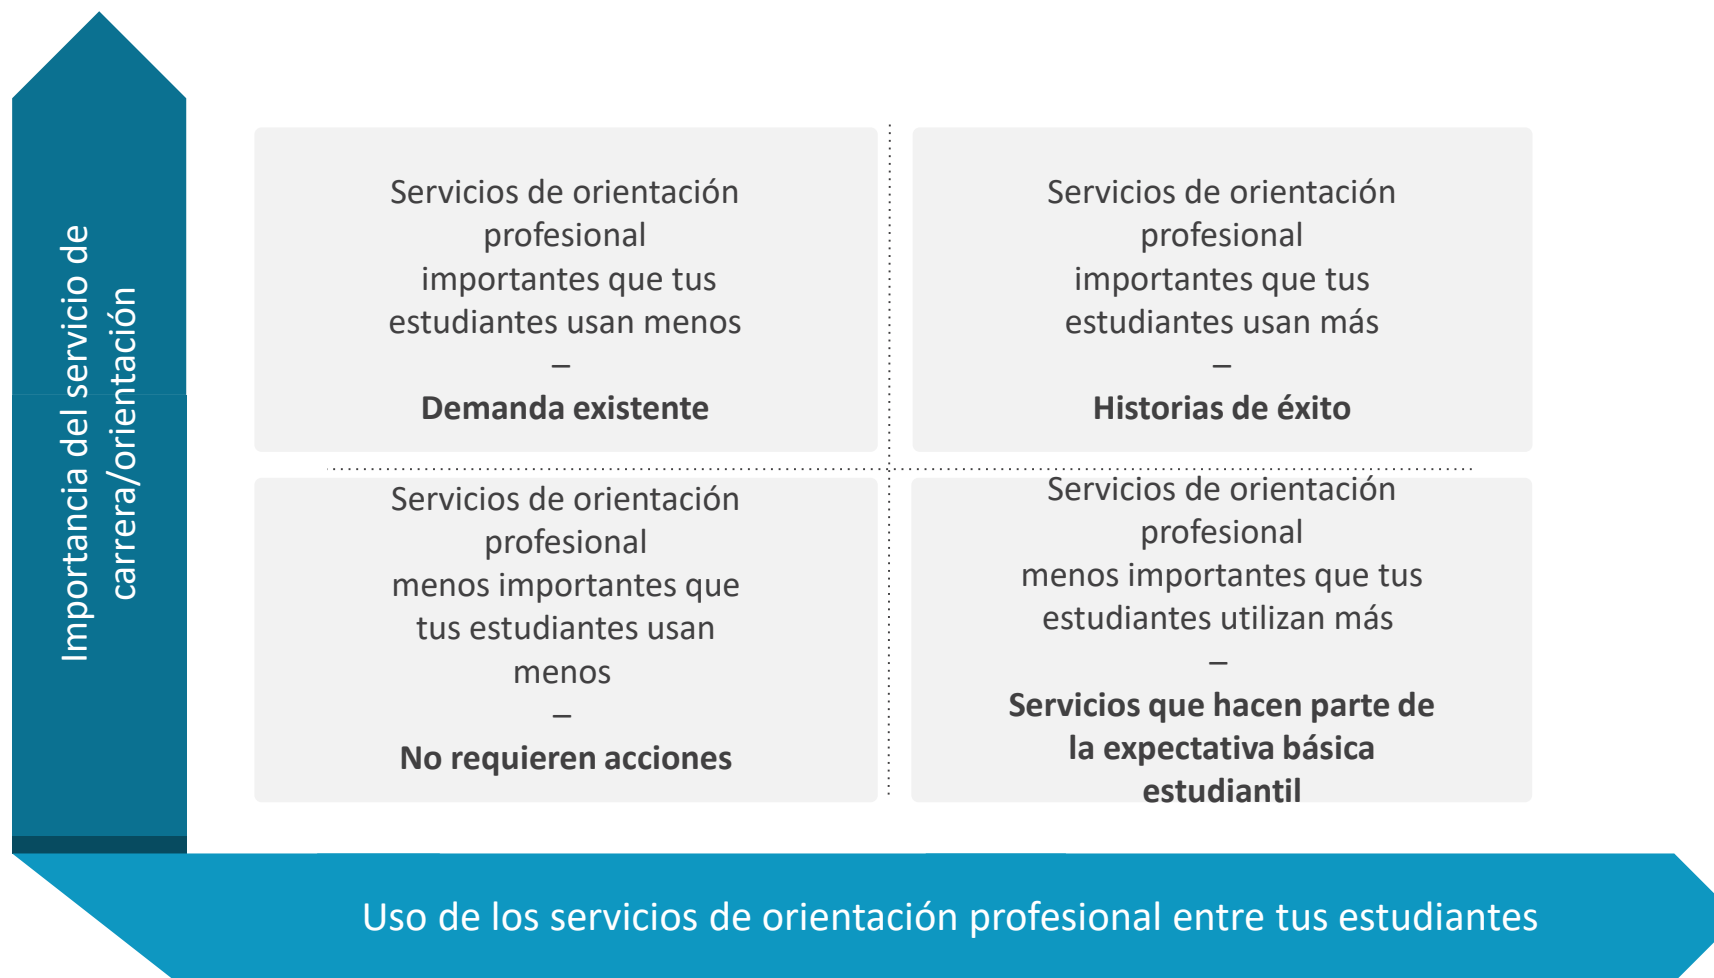 Importancia del servicio de
carrera/orientación
Servicios de orientación
profesional
importantes que tus
estudiantes usan menos
–
Demanda existente
Servicios de orientación
profesional
importantes que tus
estudiantes usan más
–
Historias de éxito
Servicios de orientación
profesional
menos importantes que
tus estudiantes usan
menos
–
No requieren acciones
Servicios de orientación
profesional
menos importantes que tus
estudiantes utilizan más
–
Servicios que hacen parte de
la expectativa básica
estudiantil
Uso de los servicios de orientación profesional entre tus estudiantes